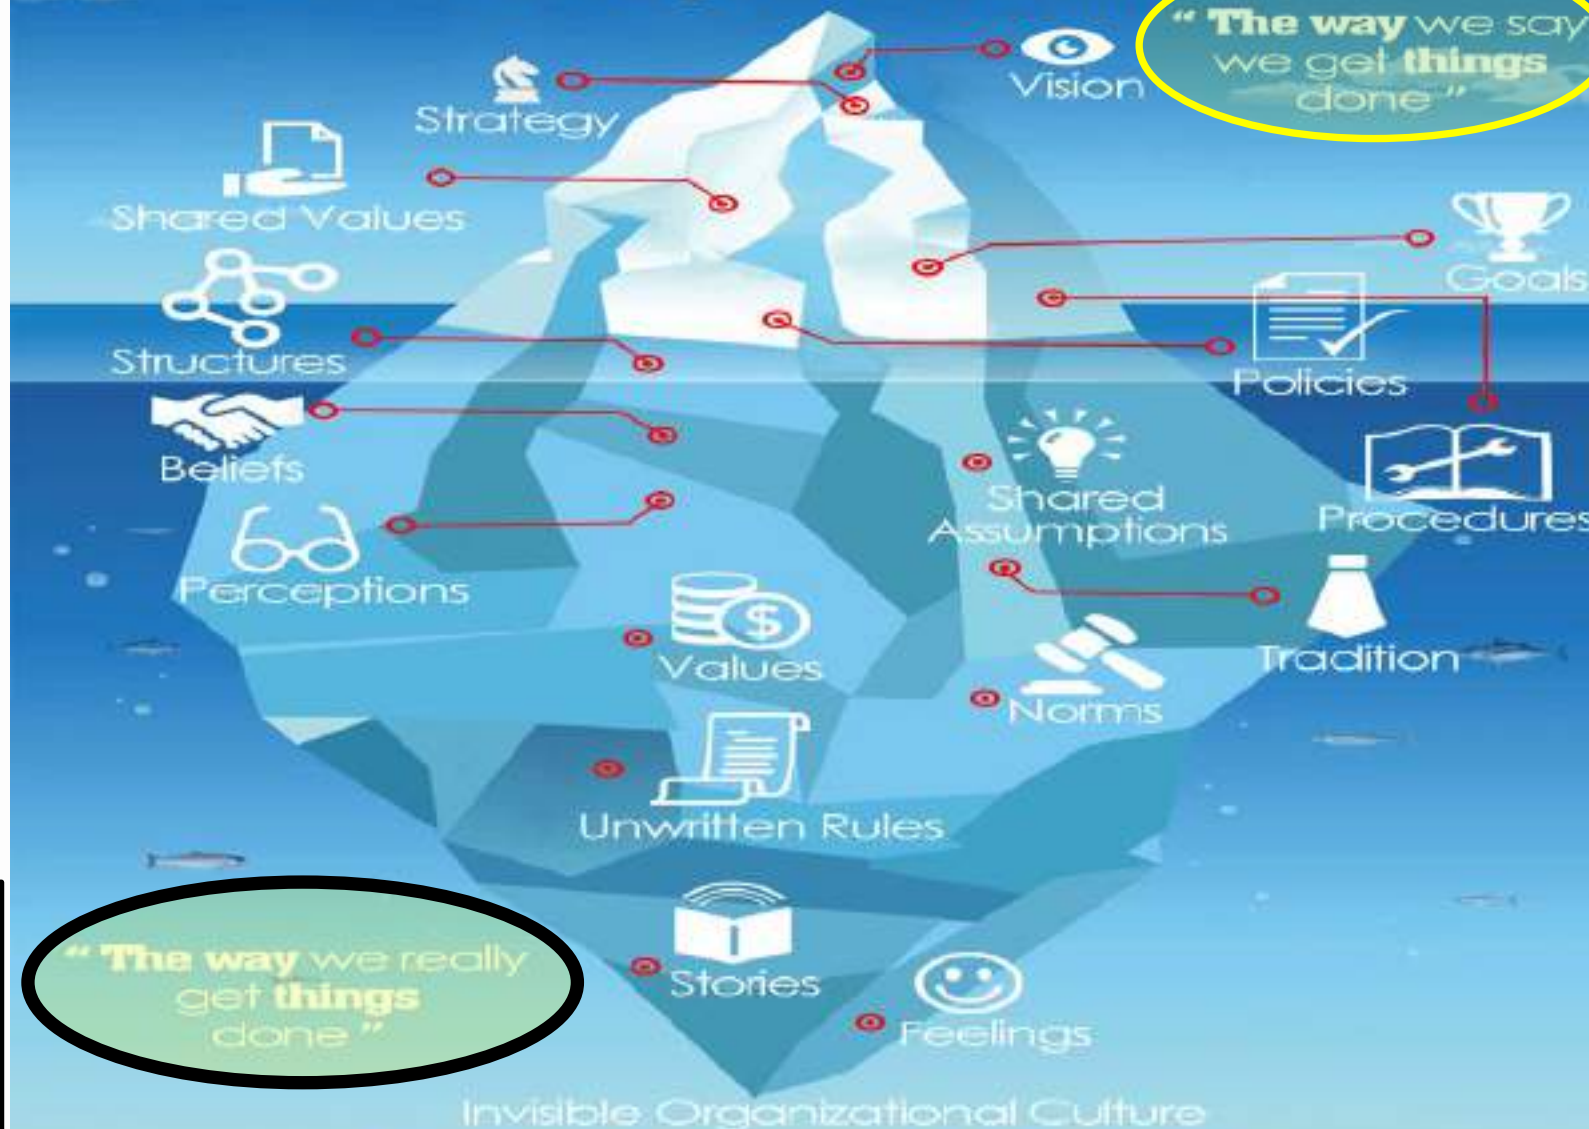 “ The way we say
we get things
done ”
Vision
Strategy
Shared Values
Goals
Structures
Policies
Beliefs
Shared
Assumptions
Procedures
Perceptions
$
Values
Tradition
Norms
Unwritten Rules
“ The way we really
get things
done ”
Stories
Feelings
Invisible Organizational Culture